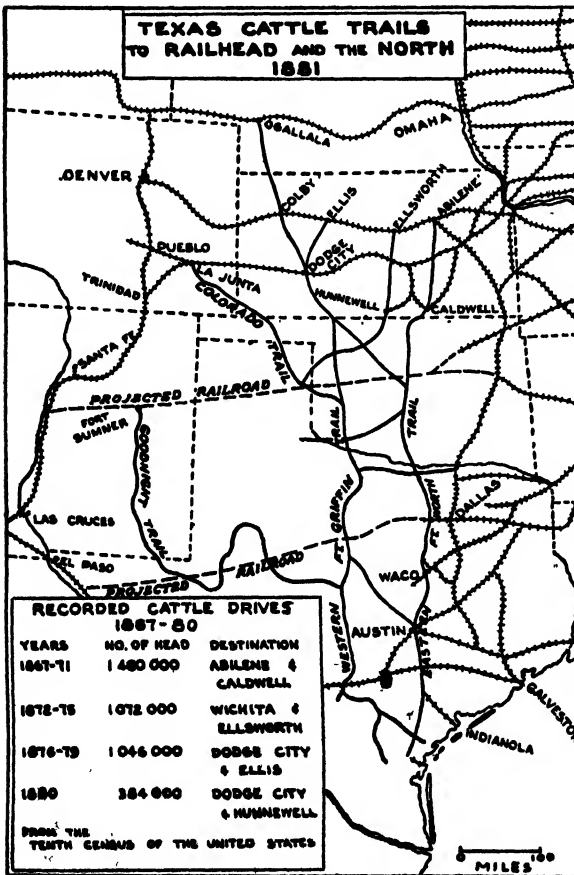 TEXAS CATTLE TRAILS
TO RAILHEAD AND THE NORTH
1881
OGALLALA
OMAHA
DENVER
COLBY
ELLIS
ELLSWORTH
ABILENE
PUEBLO
DODGE
CITY
LA JUNTA
HUNNEWELL
TRINIDAD
COLORADO
TRAIL
CALDWELL
SANTA FE
PROJECTED RAILROAD
FORT
SUMNER
GOODNIGHT
TRAIL
TRAIL
TRAIL
LAS CRUCES
FT. GRIFFIN
DALLAS
EL PASO
PROJECTED RAILROAD
WACO
WESTERN
AUSTIN
EASTERN
GALVESTON
INDIANOLA
RECORDED CATTLE DRIVES
1867-80
YEARS NO. OF HEAD DESTINATION
1867-71 1 460 000 ABILENE &
CALDWELL
1872-75 1 072 000 WICHITA &
ELLSWORTH
1876-79 1 046 000 DODGE CITY
& ELLIS
1880 384 000 DODGE CITY
& HUNNEWELL
FROM THE
TENTH CENSUS OF THE UNITED STATES
0 100
MILES